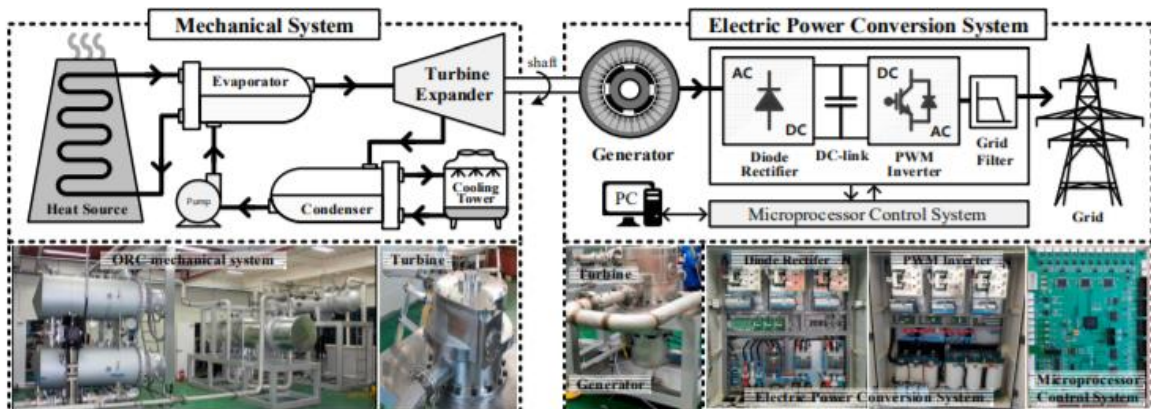 Mechanical System
Electric Power Conversion System
Evaporator
Turbine
Expander
shaft
AC
DC
DC
AC
Generator
Diode
Rectifier
DC-link
PWM
Inverter
Grid
Filter
Heat Source
Pump
Condenser
Cooling
Tower
PC
Microprocessor Control System
Grid
ORC mechanical system
Turbine
Turbine
Generator
Diode Rectifer
PWM Inverter
Electric Power Conversion System
Microprocessor
Control System